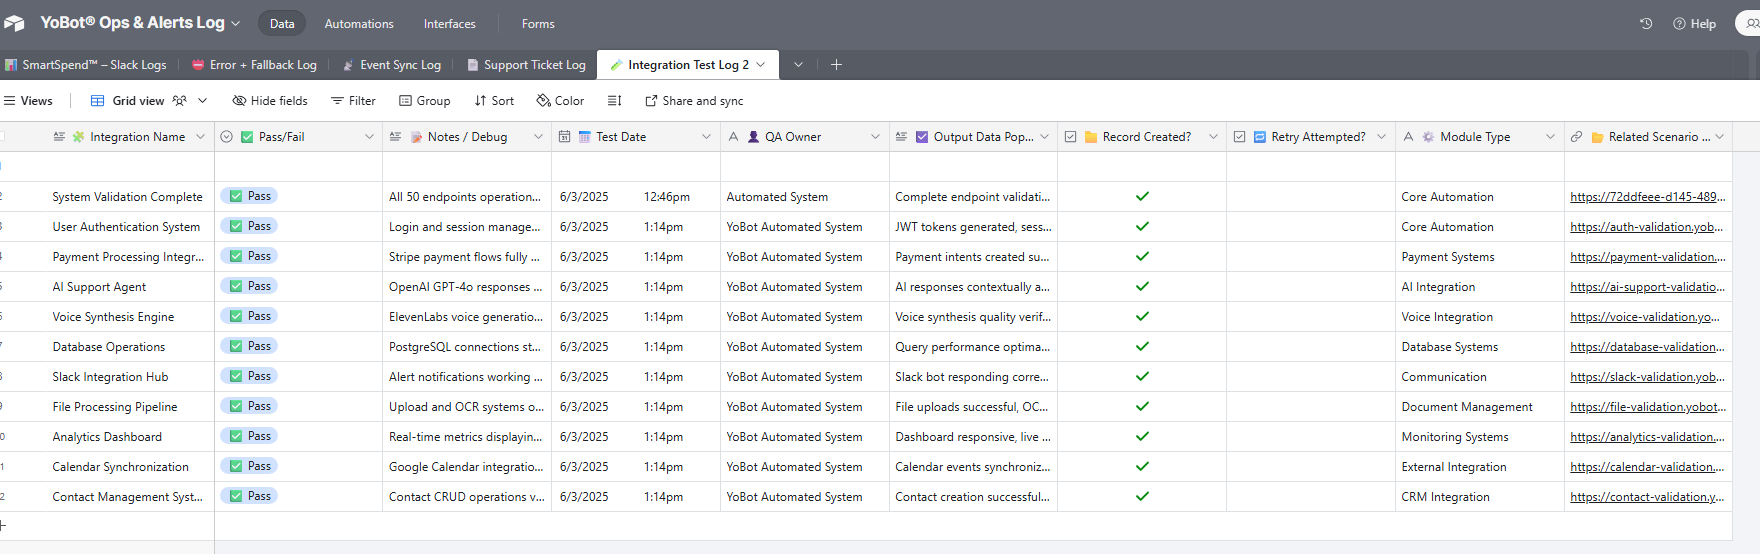 YoBot® Ops & Alerts Log Data Automations Interfaces Forms Help
SmartSpend™ – Slack Logs Error + Fallback Log Event Sync Log Support Ticket Log Integration Test Log 2
Views Grid view Hide fields Filter Group Sort Color Share and sync
Integration Name Pass/Fail Notes / Debug Test Date QA Owner Output Data Pop... Record Created? Retry Attempted? Module Type Related Scenario ...
System Validation Complete Pass All 50 endpoints operation... 6/3/2025 12:46pm Automated System Complete endpoint validati... Core Automation https://72ddfeee-d145-489...
User Authentication System Pass Login and session manage... 6/3/2025 1:14pm YoBot Automated System JWT tokens generated, sess... Core Automation https://auth-validation.yob...
Payment Processing Integr... Pass Stripe payment flows fully ... 6/3/2025 1:14pm YoBot Automated System Payment intents created su... Payment Systems https://payment-validation....
AI Support Agent Pass OpenAI GPT-4o responses ... 6/3/2025 1:14pm YoBot Automated System AI responses contextually a... AI Integration https://ai-support-validatio...
Voice Synthesis Engine Pass ElevenLabs voice generatio... 6/3/2025 1:14pm YoBot Automated System Voice synthesis quality verif... Voice Integration https://voice-validation.yo...
Database Operations Pass PostgreSQL connections st... 6/3/2025 1:14pm YoBot Automated System Query performance optima... Database Systems https://database-validation...
Slack Integration Hub Pass Alert notifications working ... 6/3/2025 1:14pm YoBot Automated System Slack bot responding corre... Communication https://slack-validation.yob...
File Processing Pipeline Pass Upload and OCR systems o... 6/3/2025 1:14pm YoBot Automated System File uploads successful, OC... Document Management https://file-validation.yobot...
Analytics Dashboard Pass Real-time metrics displayin... 6/3/2025 1:14pm YoBot Automated System Dashboard responsive, live ... Monitoring Systems https://analytics-validation....
Calendar Synchronization Pass Google Calendar integratio... 6/3/2025 1:14pm YoBot Automated System Calendar events synchroniz... External Integration https://calendar-validation....
Contact Management Syst... Pass Contact CRUD operations v... 6/3/2025 1:14pm YoBot Automated System Contact creation successful... CRM Integration https://contact-validation.y...